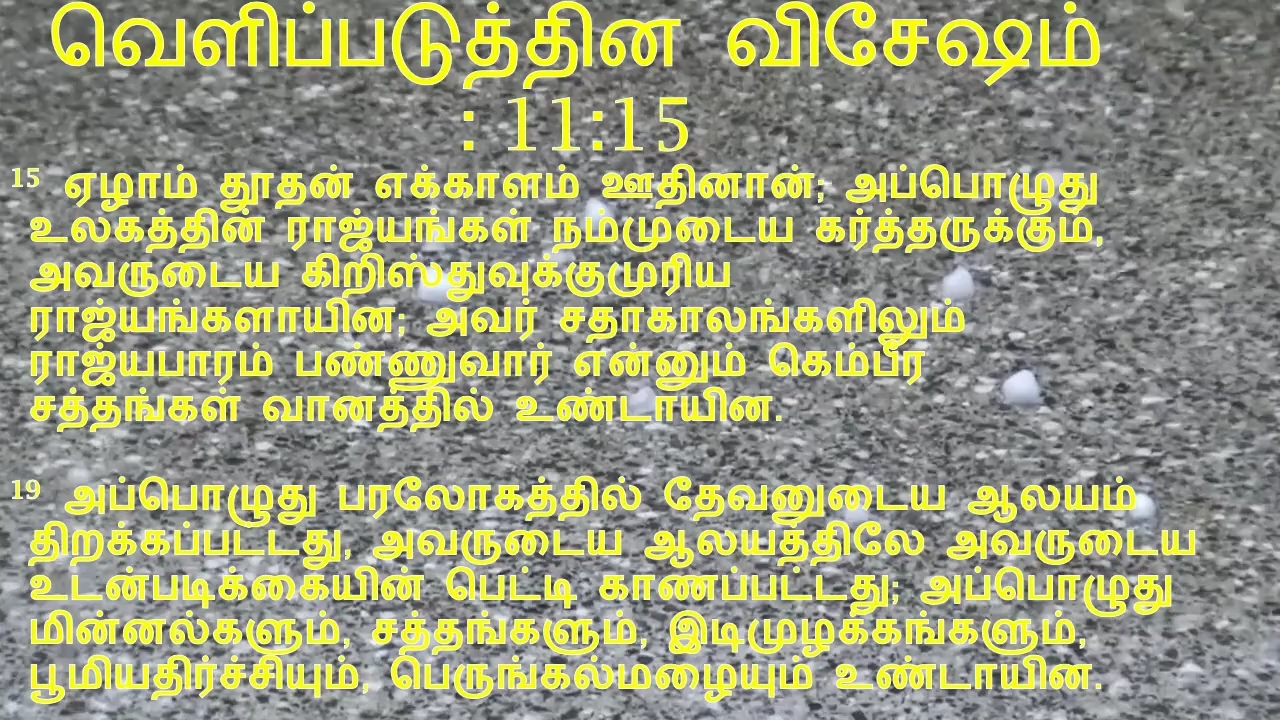 வெளிப்படுத்தின விசேஷம்
: 11:15
15 ஏழாம் தூதன் எக்காளம் ஊதினான்; அப்பொழுது
உலகத்தின் ராஜ்யங்கள் நம்முடைய கர்த்தருக்கும்,
அவருடைய கிறிஸ்துவுக்குமுரிய
ராஜ்யங்களாயின; அவர் சதாகாலங்களிலும்
ராஜ்யபாரம் பண்ணுவார் என்னும் கெம்பீர
சத்தங்கள் வானத்தில் உண்டாயின.
19 அப்பொழுது பரலோகத்தில் தேவனுடைய ஆலயம்
திறக்கப்பட்டது, அவருடைய ஆலயத்திலே அவருடைய
உடன்படிக்கையின் பெட்டி காணப்பட்டது; அப்பொழுது
மின்னல்களும், சத்தங்களும், இடிமுழக்கங்களும்,
பூமியதிர்ச்சியும், பெருங்கல்மழையும் உண்டாயின.